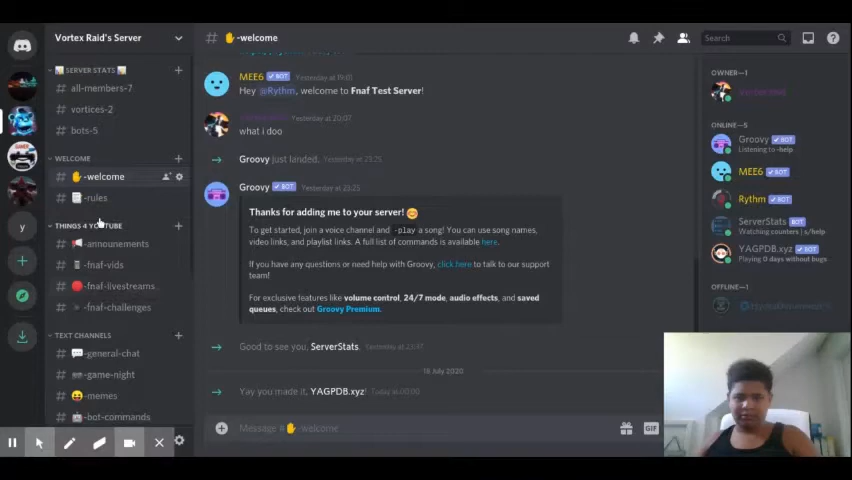 Vortex Raid's Server
SERVER STATS
# all-members-7
# vortices-2
# bots-5
WELCOME
# -welcome
# -rules
THINGS 4 YOUTUBE
# -announements
# -fnaf-vids
# -fnaf-livestreams
# -fnaf-challenges
TEXT CHANNELS
# -general-chat
# -game-night
# -memes
# -bot-commands
y
# -welcome
Search
MEE6 BOT Yesterday at 19:01
Hey @Rythm, welcome to Fnaf Test Server!
Yesterday at 20:07
what i doo
Groovy just landed. Yesterday at 23:25
Groovy BOT Yesterday at 23:25
Thanks for adding me to your server!
To get started, join a voice channel and -play a song! You can use song names,
video links, and playlist links. A full list of commands is available here.
If you have any questions or need help with Groovy, click here to talk to our support
team!
For exclusive features like volume control, 24/7 mode, audio effects, and saved
queues, check out Groovy Premium.
Good to see you, ServerStats. Yesterday at 23:47
Yay you made it, YAGPDB.xyz! Today at 00:00
Message # -welcome
GIF
OWNER—1
ONLINE—5
Groovy BOT
Listening to -help
MEE6 BOT
Rythm BOT
ServerStats BOT
Watching counters | s/help
YAGPDB.xyz BOT
Playing 0 days without bugs
OFFLINE—1